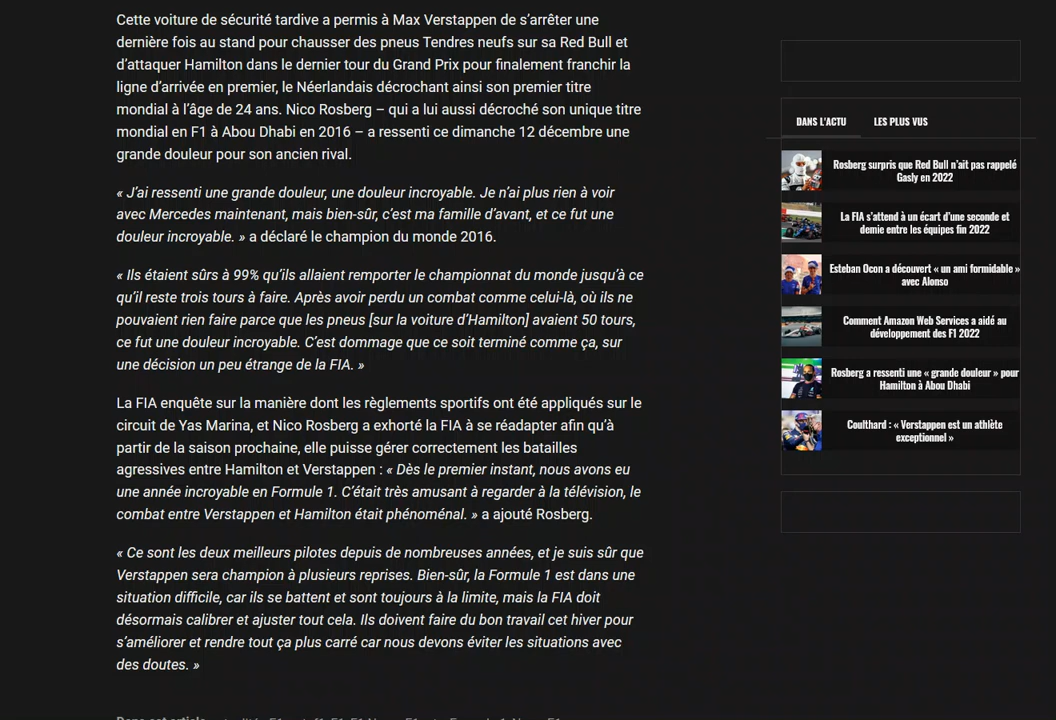 Cette voiture de sécurité tardive a permis à Max Verstappen de s’arrêter une
dernière fois au stand pour chausser des pneus Tendres neufs sur sa Red Bull et
d’attaquer Hamilton dans le dernier tour du Grand Prix pour finalement franchir la
ligne d’arrivée en premier, le Néerlandais décrochant ainsi son premier titre
mondial à l’âge de 24 ans. Nico Rosberg – qui a lui aussi décroché son unique titre
mondial en F1 à Abou Dhabi en 2016 – a ressenti ce dimanche 12 décembre une
grande douleur pour son ancien rival.
« J’ai ressenti une grande douleur, une douleur incroyable. Je n’ai plus rien à voir
avec Mercedes maintenant, mais bien-sûr, c’est ma famille d’avant, et ce fut une
douleur incroyable. » a déclaré le champion du monde 2016.
« Ils étaient sûrs à 99% qu’ils allaient remporter le championnat du monde jusqu’à ce
qu’il reste trois tours à faire. Après avoir perdu un combat comme celui-là, où ils ne
pouvaient rien faire parce que les pneus [sur la voiture d’Hamilton] avaient 50 tours,
ce fut une douleur incroyable. C’est dommage que ce soit terminé comme ça, sur
une décision un peu étrange de la FIA. »
La FIA enquête sur la manière dont les règlements sportifs ont été appliqués sur le
circuit de Yas Marina, et Nico Rosberg a exhorté la FIA à se réadapter afin qu’à
partir de la saison prochaine, elle puisse gérer correctement les batailles
agressives entre Hamilton et Verstappen : « Dès le premier instant, nous avons eu
une année incroyable en Formule 1. C’était très amusant à regarder à la télévision, le
combat entre Verstappen et Hamilton était phénoménal. » a ajouté Rosberg.
« Ce sont les deux meilleurs pilotes depuis de nombreuses années, et je suis sûr que
Verstappen sera champion à plusieurs reprises. Bien-sûr, la Formule 1 est dans une
situation difficile, car ils se battent et sont toujours à la limite, mais la FIA doit
désormais calibrer et ajuster tout cela. Ils doivent faire du bon travail cet hiver pour
s’améliorer et rendre tout ça plus carré car nous devons éviter les situations avec
des doutes. »
DANS L'ACTU LES PLUS VUS
Rosberg surpris que Red Bull n’ait pas rappelé
Gasly en 2022
La FIA s’attend à un écart d’une seconde et
demie entre les équipes fin 2022
Esteban Ocon a découvert « un ami formidable »
avec Alonso
Comment Amazon Web Services a aidé au
développement des F1 2022
Rosberg a ressenti une « grande douleur » pour
Hamilton à Abou Dhabi
Coulthard : « Verstappen est un athlète
exceptionnel »